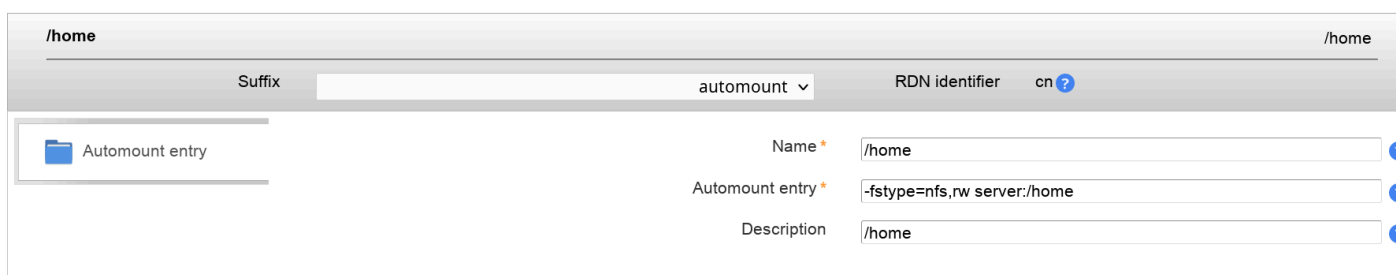 /home /home
Suffix automount RDN identifier cn ?
Automount entry
Name * /home
Automount entry * -fstype=nfs,rw server:/home
Description /home